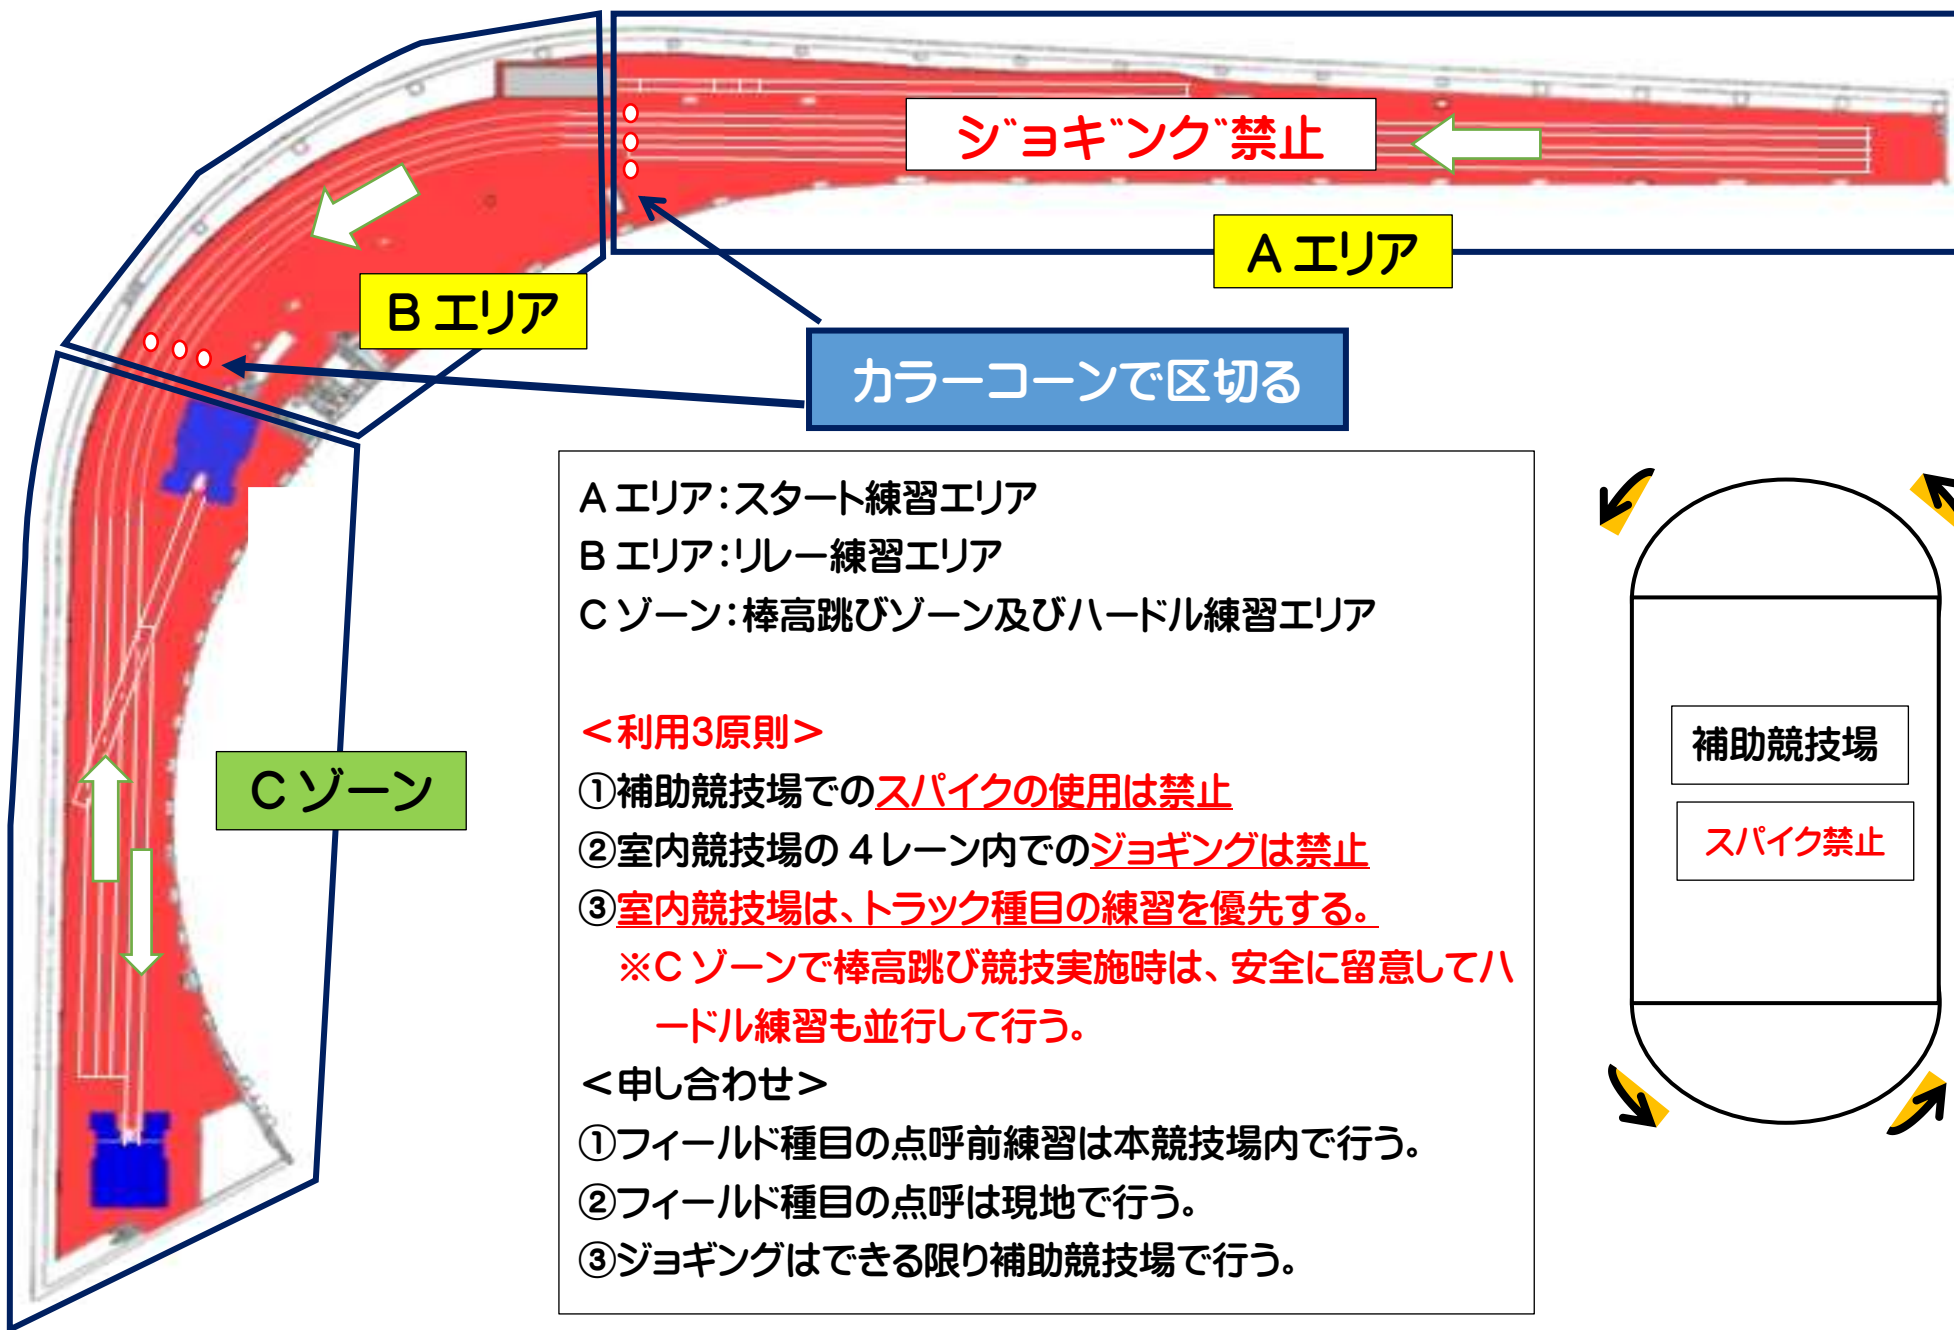 ジョギング禁止
A エリア
B エリア
カラーコーンで区切る
C ゾーン
A エリア：スタート練習エリア
B エリア：リレー練習エリア
C ゾーン：棒高跳びゾーン及びハードル練習エリア
＜利用3原則＞
①補助競技場でのスパイクの使用は禁止
②室内競技場の 4 レーン内でのジョギングは禁止
③室内競技場は、トラック種目の練習を優先する。
※C ゾーンで棒高跳び競技実施時は、安全に留意してハ
ードル練習も並行して行う。
＜申し合わせ＞
①フィールド種目の点呼前練習は本競技場内で行う。
②フィールド種目の点呼は現地で行う。
③ジョギングはできる限り補助競技場で行う。
補助競技場
スパイク禁止